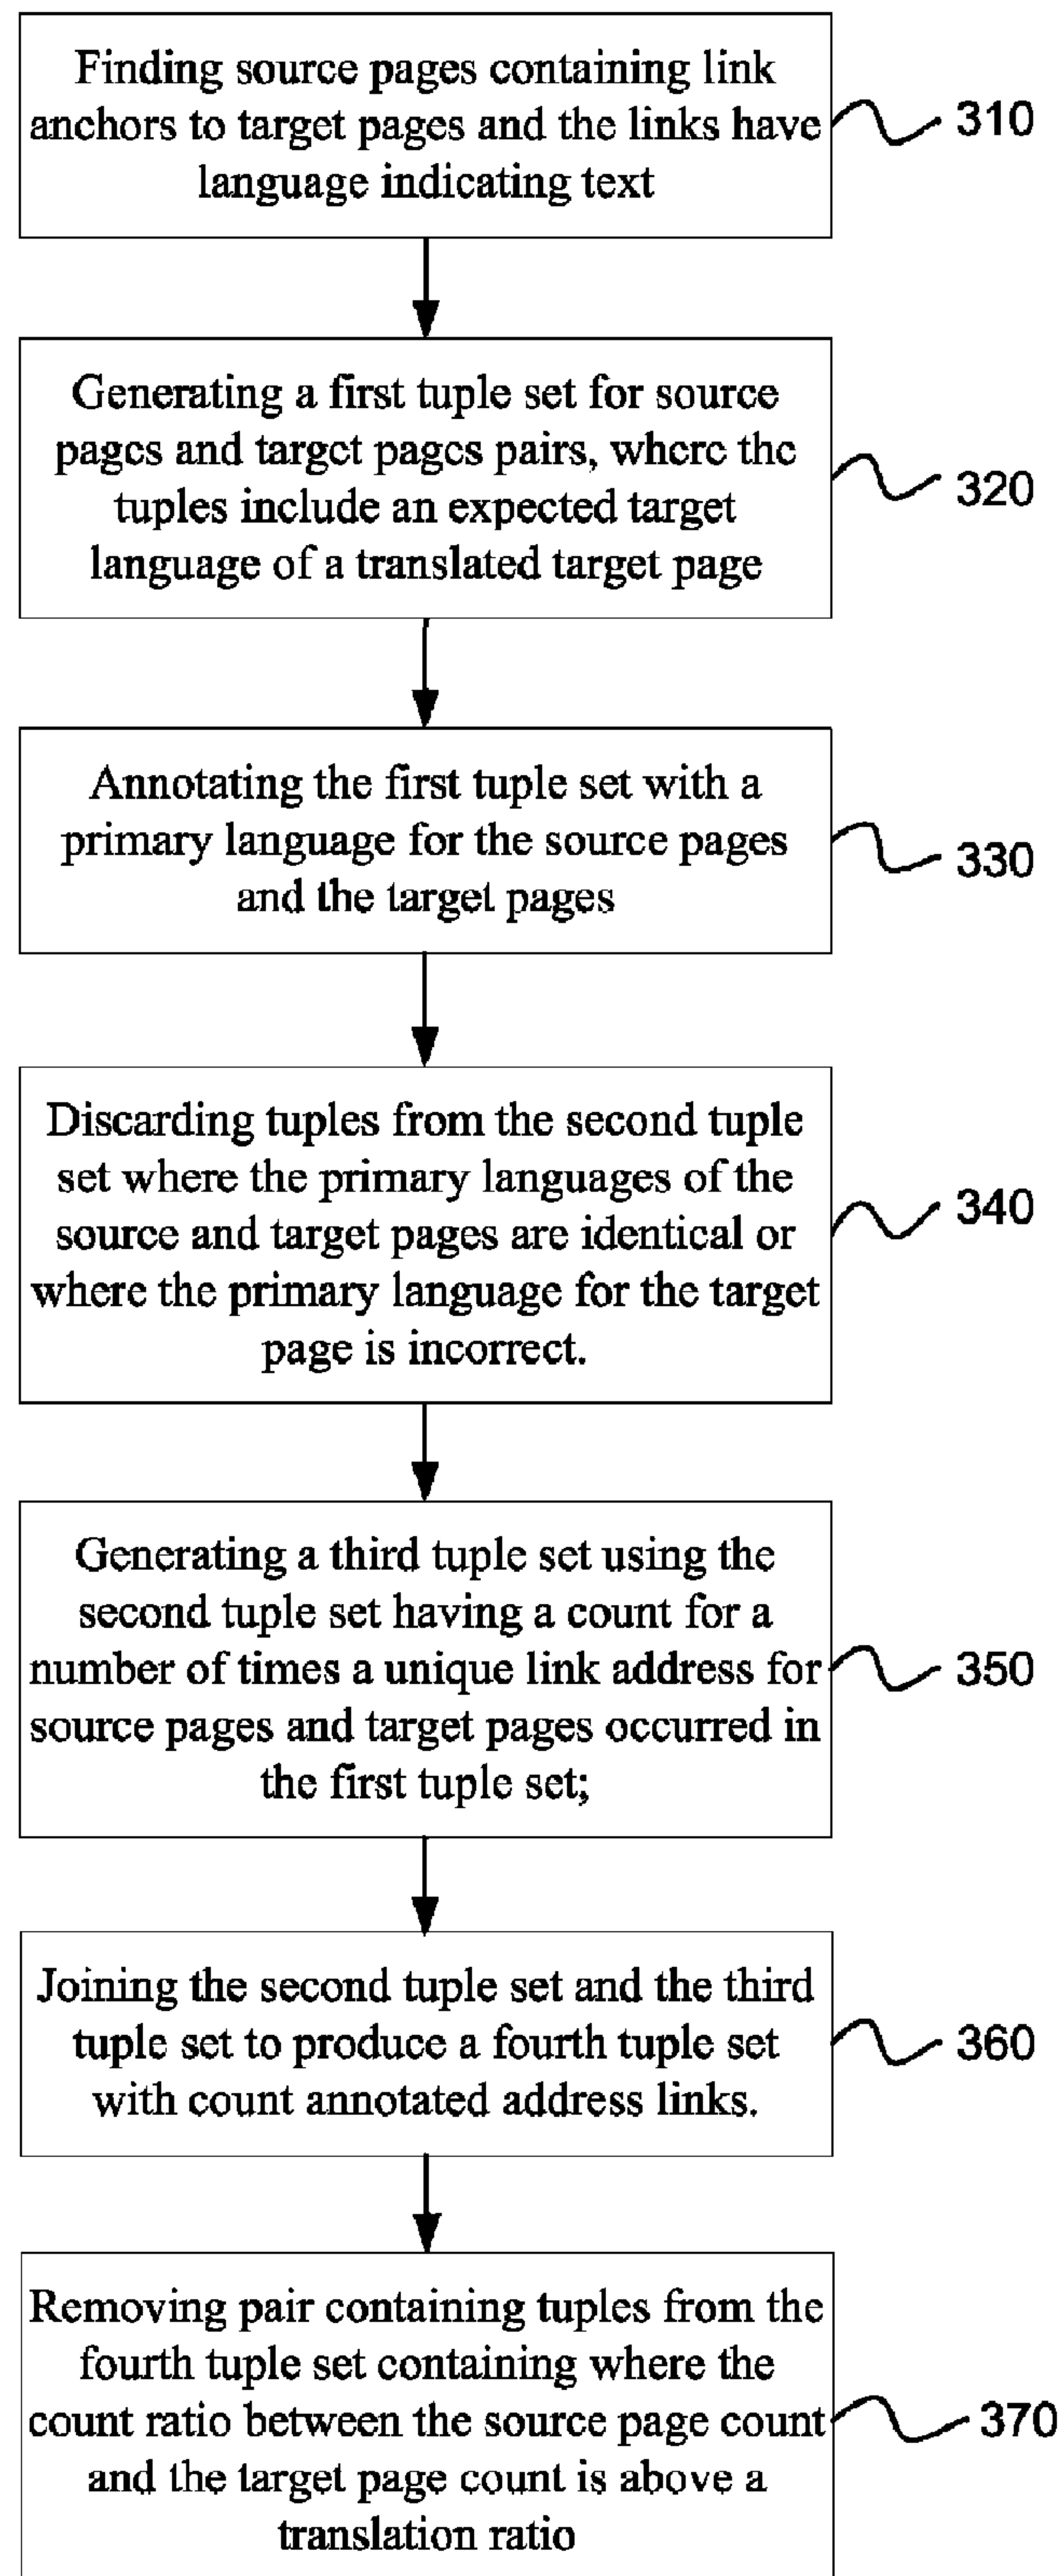 Finding source pages containing link
anchors to target pages and the links have
language indicating text
310
Generating a first tuple set for source
pages and target pages pairs, where the
tuples include an expected target
language of a translated target page
320
Annotating the first tuple set with a
primary language for the source pages
and the target pages
330
Discarding tuples from the second tuple
set where the primary languages of the
source and target pages are identical or
where the primary language for the target
page is incorrect.
340
Generating a third tuple set using the
second tuple set having a count for a
number of times a unique link address for
source pages and target pages occurred in
the first tuple set;
350
Joining the second tuple set and the third
tuple set to produce a fourth tuple set
with count annotated address links.
360
Removing pair containing tuples from the
fourth tuple set containing where the
count ratio between the source page count
and the target page count is above a
translation ratio
370